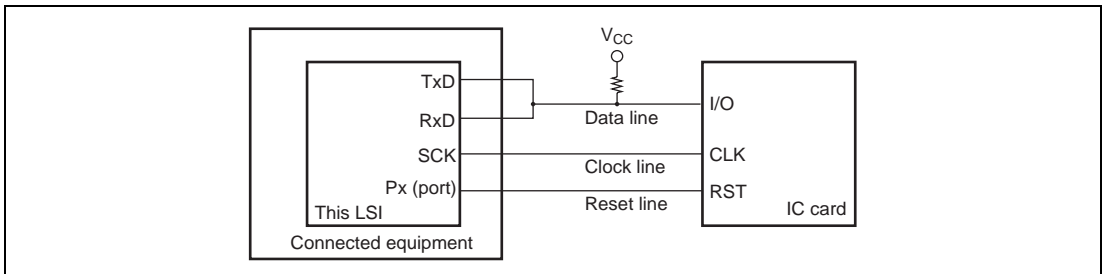 V_CC
TxD
RxD
SCK
Px (port)
This LSI
Connected equipment
Data line
Clock line
Reset line
I/O
CLK
RST
IC card